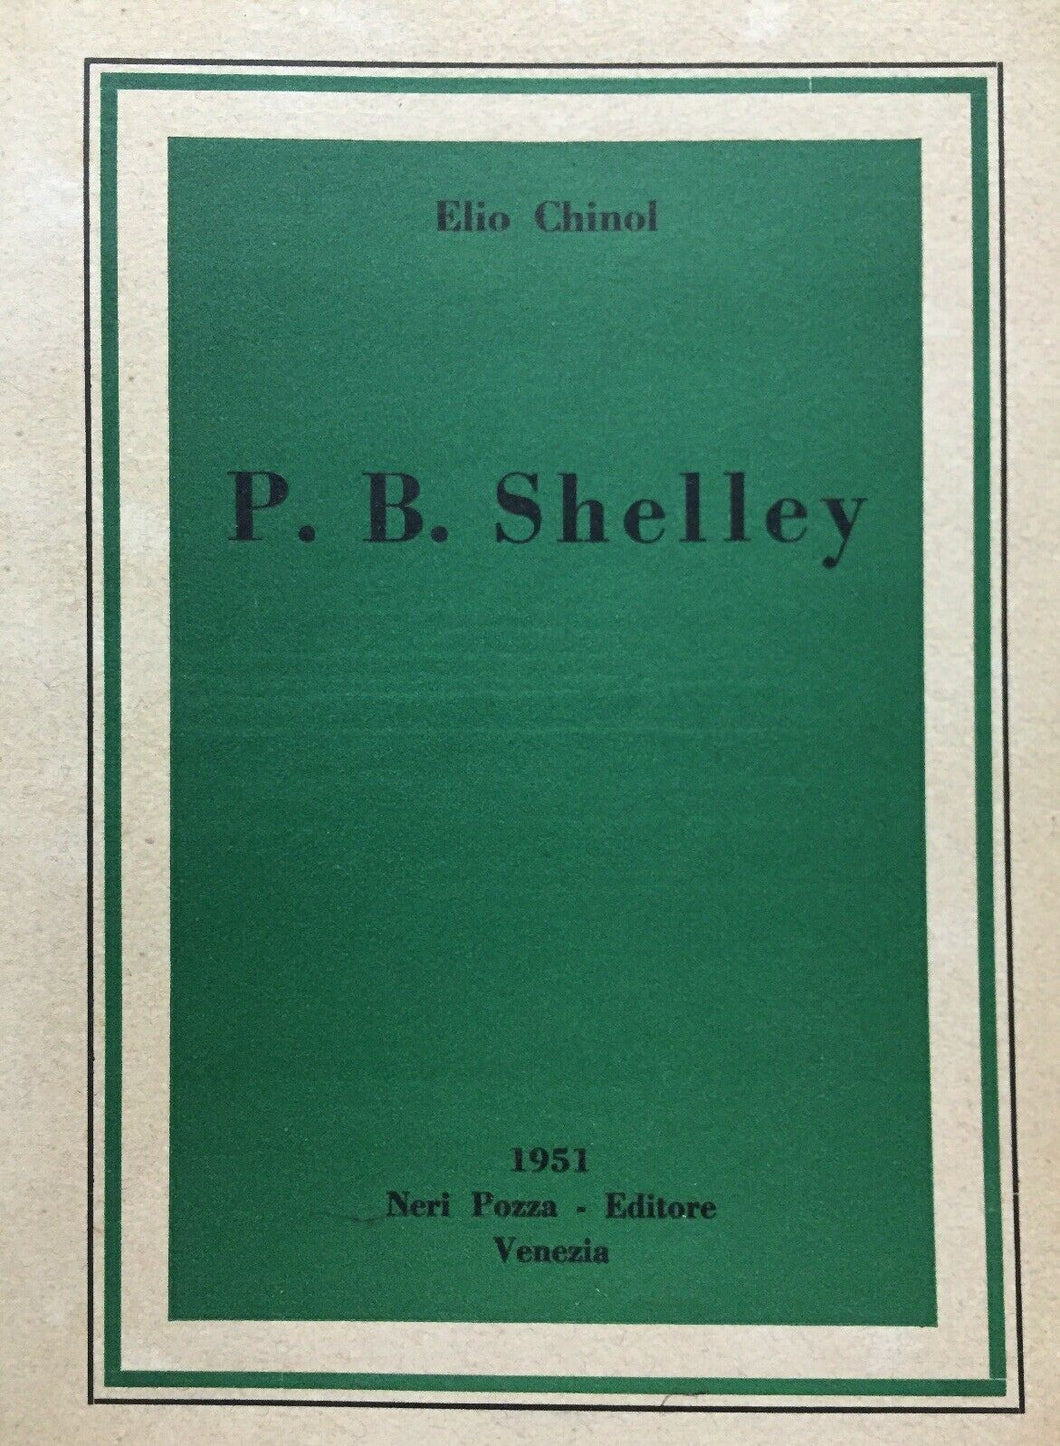 Elio Chinol
P. B. Shelley
1951
Neri Pozza - Editore
Venezia